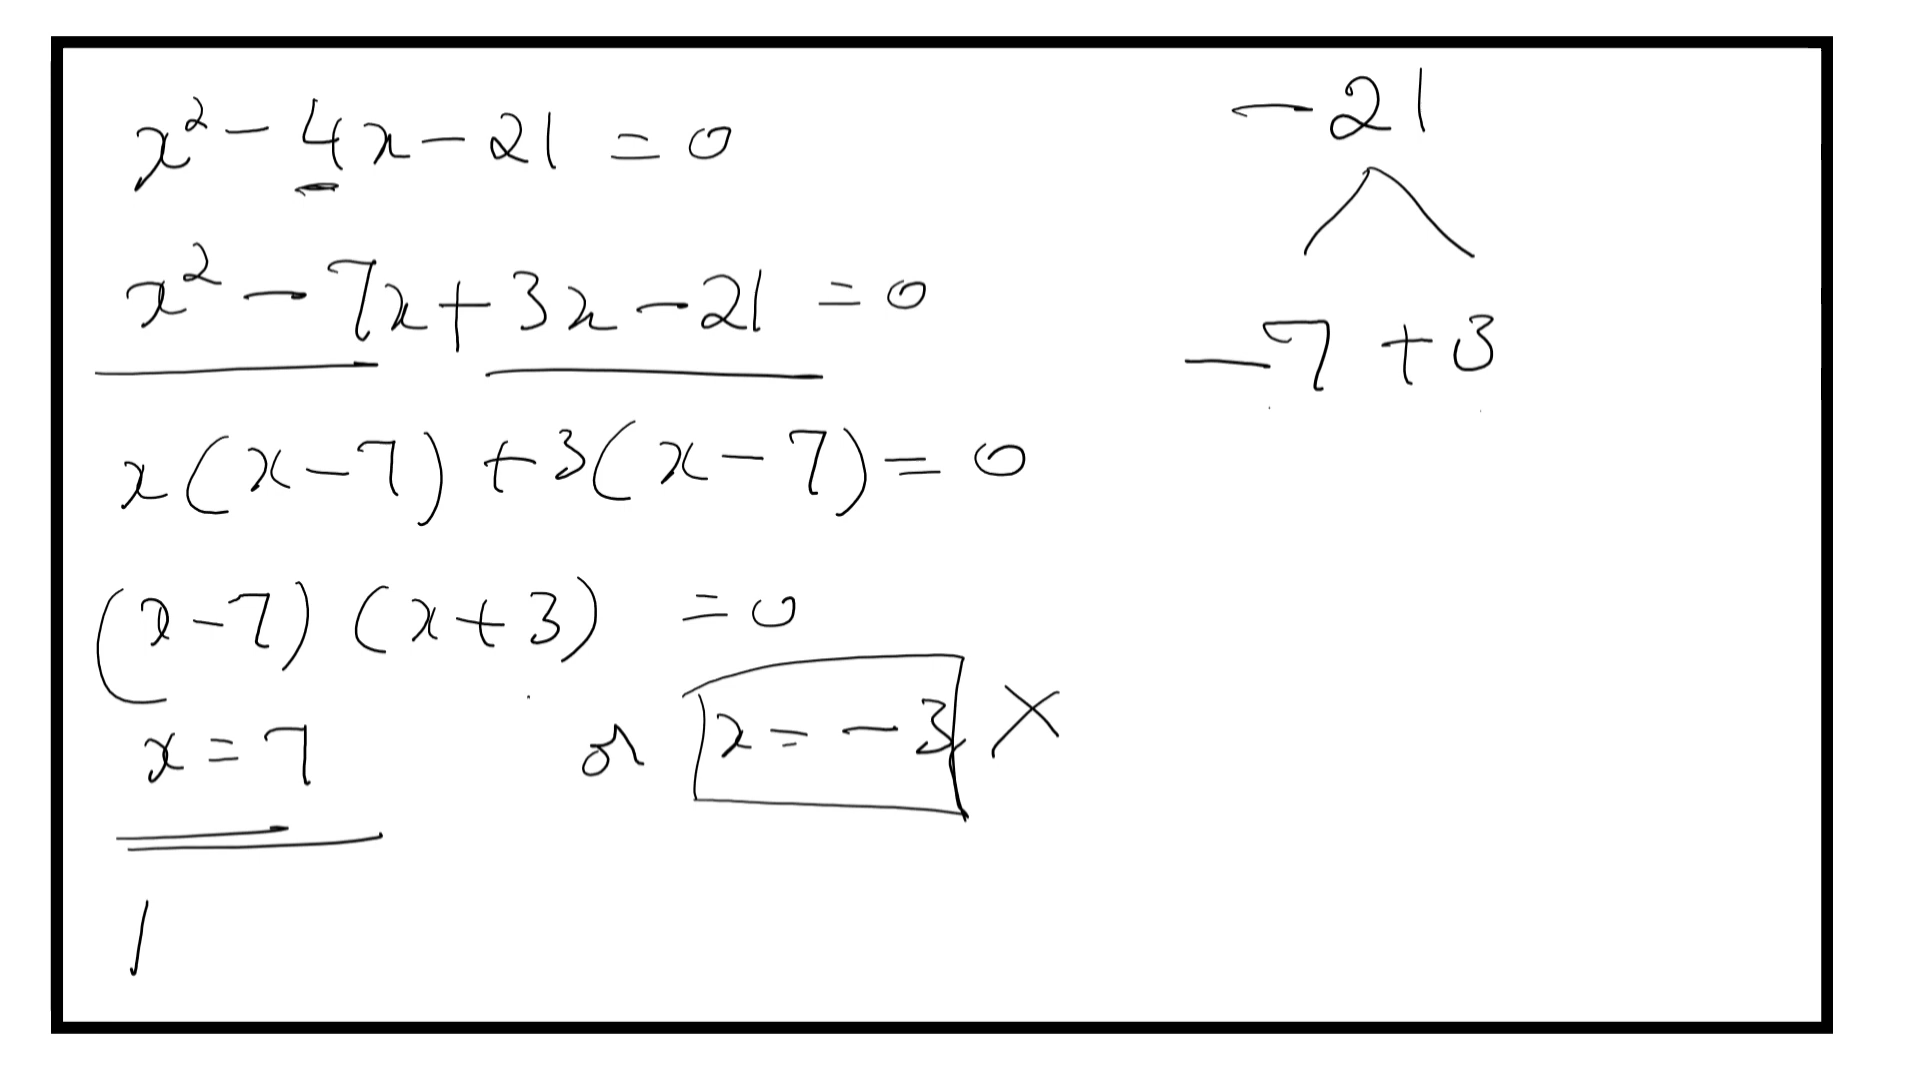 x² - 4x - 21 = 0
x² - 7x + 3x - 21 = 0
x(x - 7) + 3(x - 7) = 0
(x - 7) (x + 3) = 0
x = 7 or x = -3 ×
-21
-7 +3